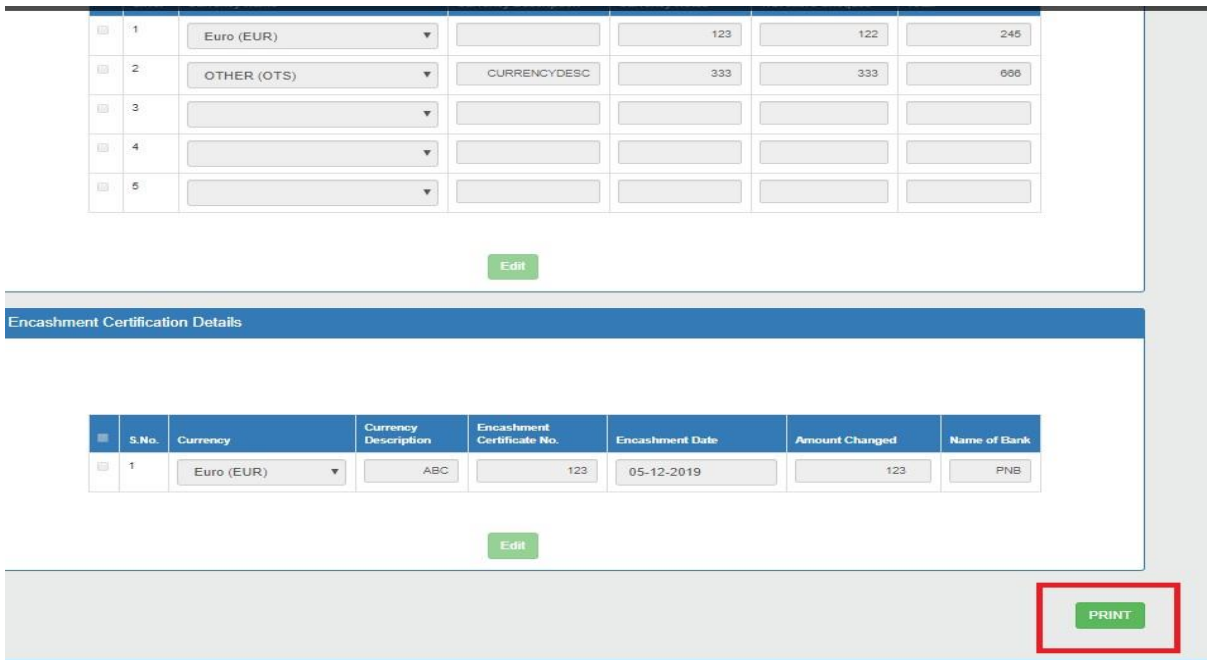 1 Euro (EUR) 123 122 245
2 OTHER (OTS) CURRENCYDESC 333 333 666
3
4
5
Edit
Encashment Certification Details
S.No. Currency Currency Description Encashment Certificate No. Encashment Date Amount Changed Name of Bank
1 Euro (EUR) ABC 123 05-12-2019 123 PNB
Edit
PRINT